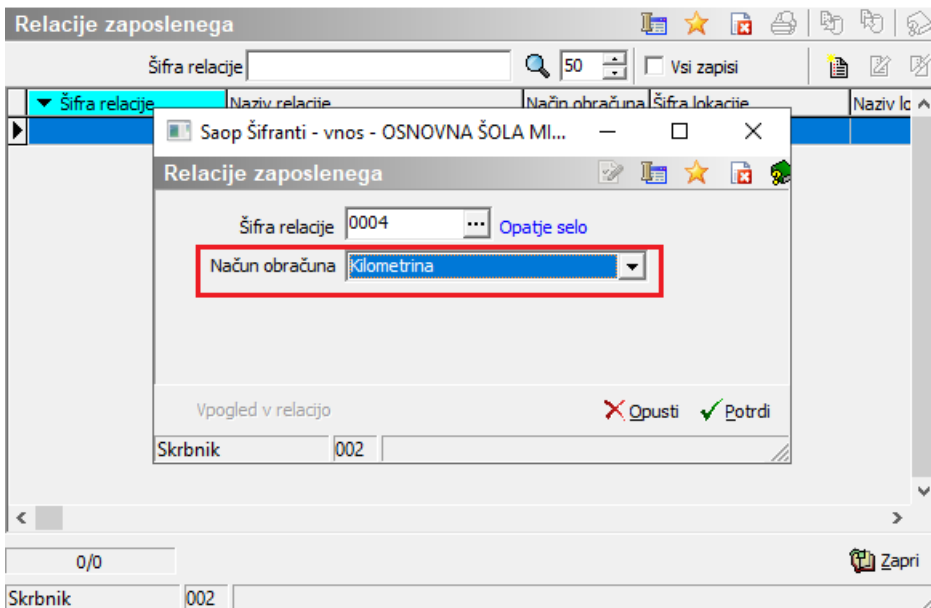 Relacije zaposlenega
Šifra relacije 50 Vsi zapisi
Šifra relacije Naziv relacije Način obračuna Šifra lokacije Naziv lo
Saop Šifranti - vnos - OSNOVNA ŠOLA MI...
Relacije zaposlenega
Šifra relacije 0004 ... Opatje selo
Način obračuna Kilometrina
Vpogled v relacijo Opusti Potrdi
Skrbnik 002
0/0 Zapri
Skrbnik 002